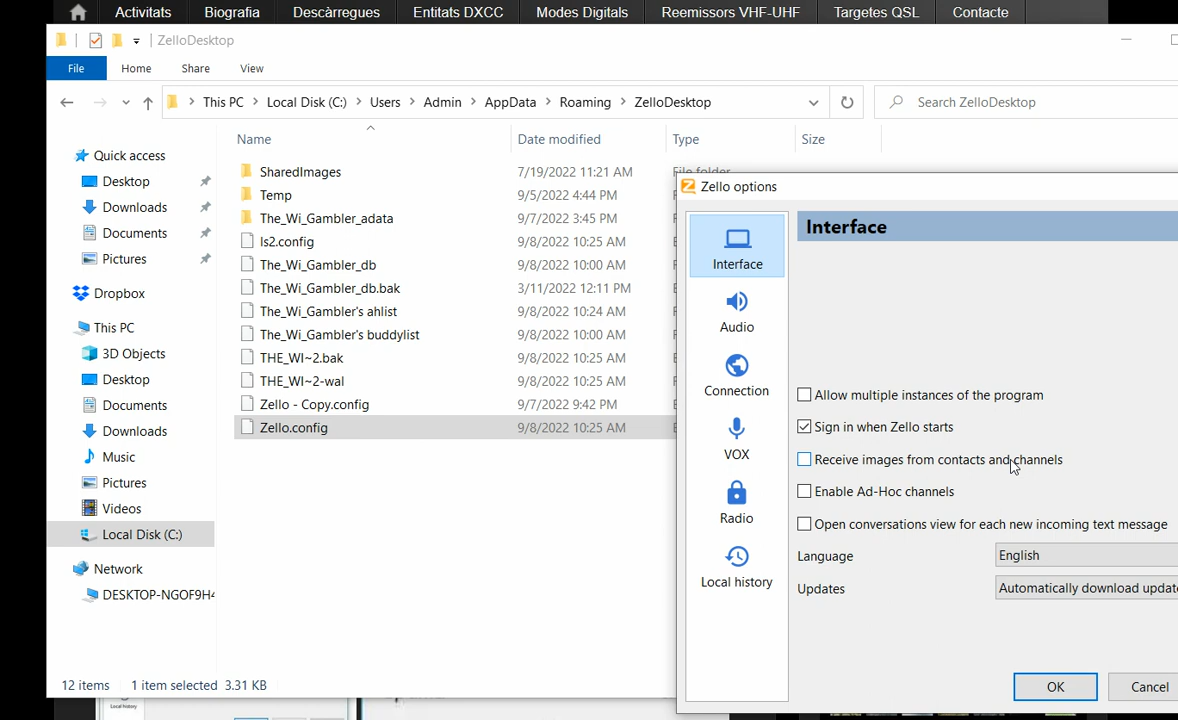 Activitats Biografia Descàrregues Entitats DXCC Modes Digitals Reemissors VHF-UHF Targetes QSL Contacte
ZelloDesktop
File Home Share View
This PC Local Disk (C:) Users Admin AppData Roaming ZelloDesktop Search ZelloDesktop
Name Date modified Type Size
Quick access
Desktop
Downloads
Documents
Pictures
Dropbox
This PC
3D Objects
Desktop
Documents
Downloads
Music
Pictures
Videos
Local Disk (C:)
Network
DESKTOP-NGOF9H4
SharedImages 7/19/2022 11:21 AM File folder
Temp 9/5/2022 4:44 PM
The_Wi_Gambler_adata 9/7/2022 3:45 PM
ls2.config 9/8/2022 10:25 AM
The_Wi_Gambler_db 9/8/2022 10:00 AM
The_Wi_Gambler_db.bak 3/11/2022 12:11 PM
The_Wi_Gambler's ahlist 9/8/2022 10:24 AM
The_Wi_Gambler's buddylist 9/8/2022 10:00 AM
THE_WI~2.bak 9/8/2022 10:25 AM
THE_WI~2-wal 9/8/2022 10:25 AM
Zello - Copy.config 9/7/2022 9:42 PM
Zello.config 9/8/2022 10:25 AM
12 items 1 item selected 3.31 KB
Zello options
Interface
Audio
Connection
VOX
Radio
Local history
Interface
Allow multiple instances of the program
Sign in when Zello starts
Receive images from contacts and channels
Enable Ad-Hoc channels
Open conversations view for each new incoming text message
Language English
Updates Automatically download update
OK Cancel
Local history